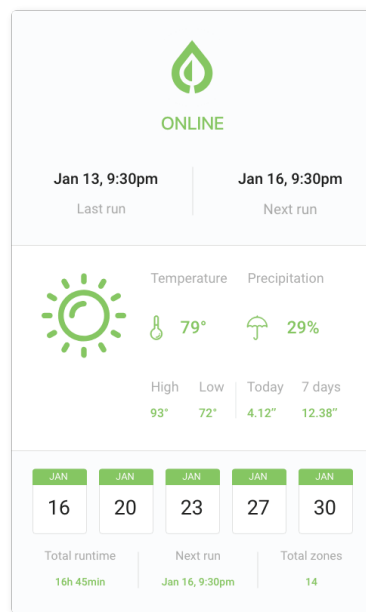 ONLINE
Jan 13, 9:30pm Jan 16, 9:30pm
Last run Next run
Temperature Precipitation
79° 29%
High Low Today 7 days
93° 72° 4.12″ 12.38″
JAN JAN JAN JAN JAN
16 20 23 27 30
Total runtime Next run Total zones
16h 45min Jan 16, 9:30pm 14